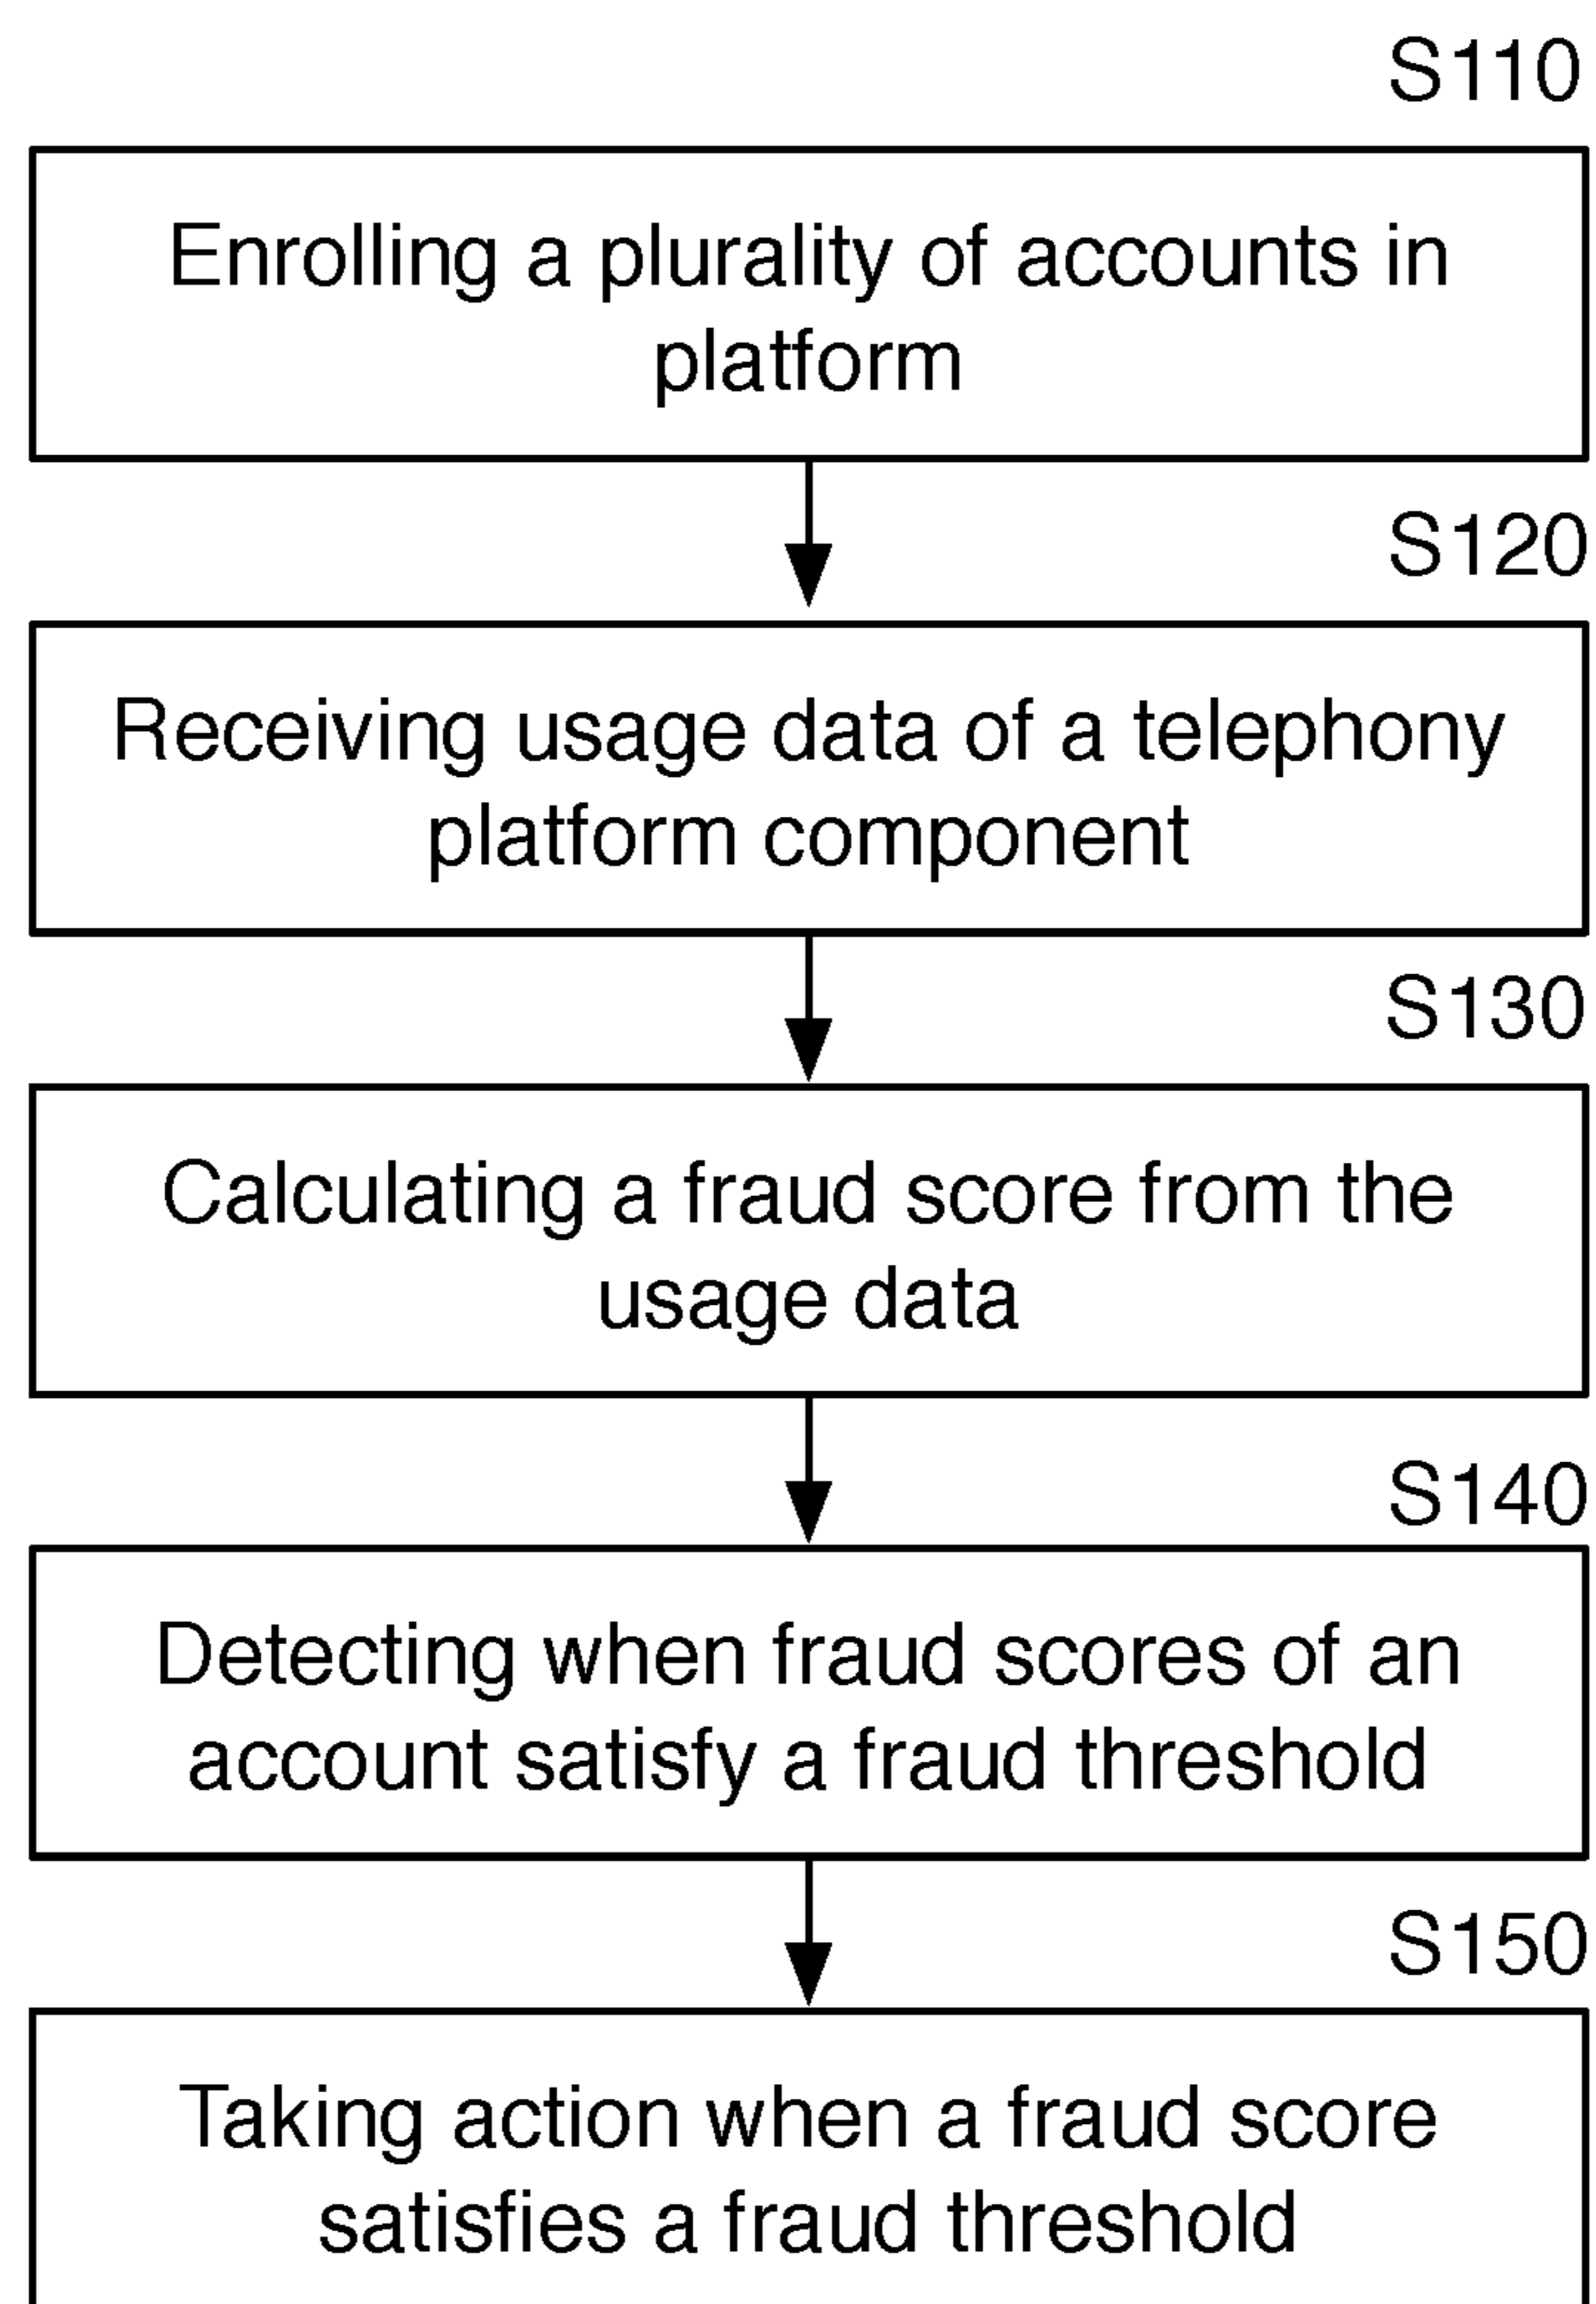 S110
Enrolling a plurality of accounts in
platform
S120
Receiving usage data of a telephony
platform component
S130
Calculating a fraud score from the
usage data
S140
Detecting when fraud scores of an
account satisfy a fraud threshold
S150
Taking action when a fraud score
satisfies a fraud threshold